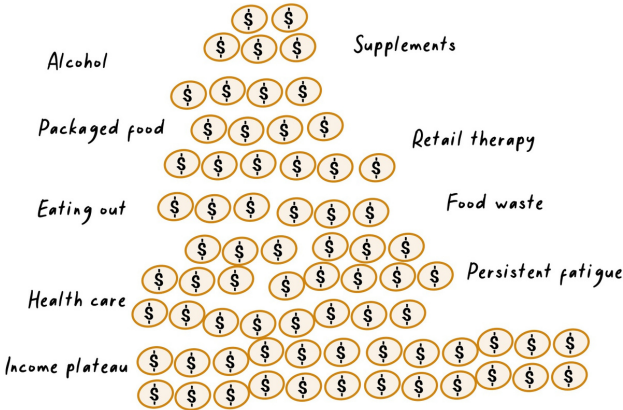 Supplements
Alcohol
Packaged food
Retail therapy
Eating out
Food waste
Persistent fatigue
Health care
Income plateau